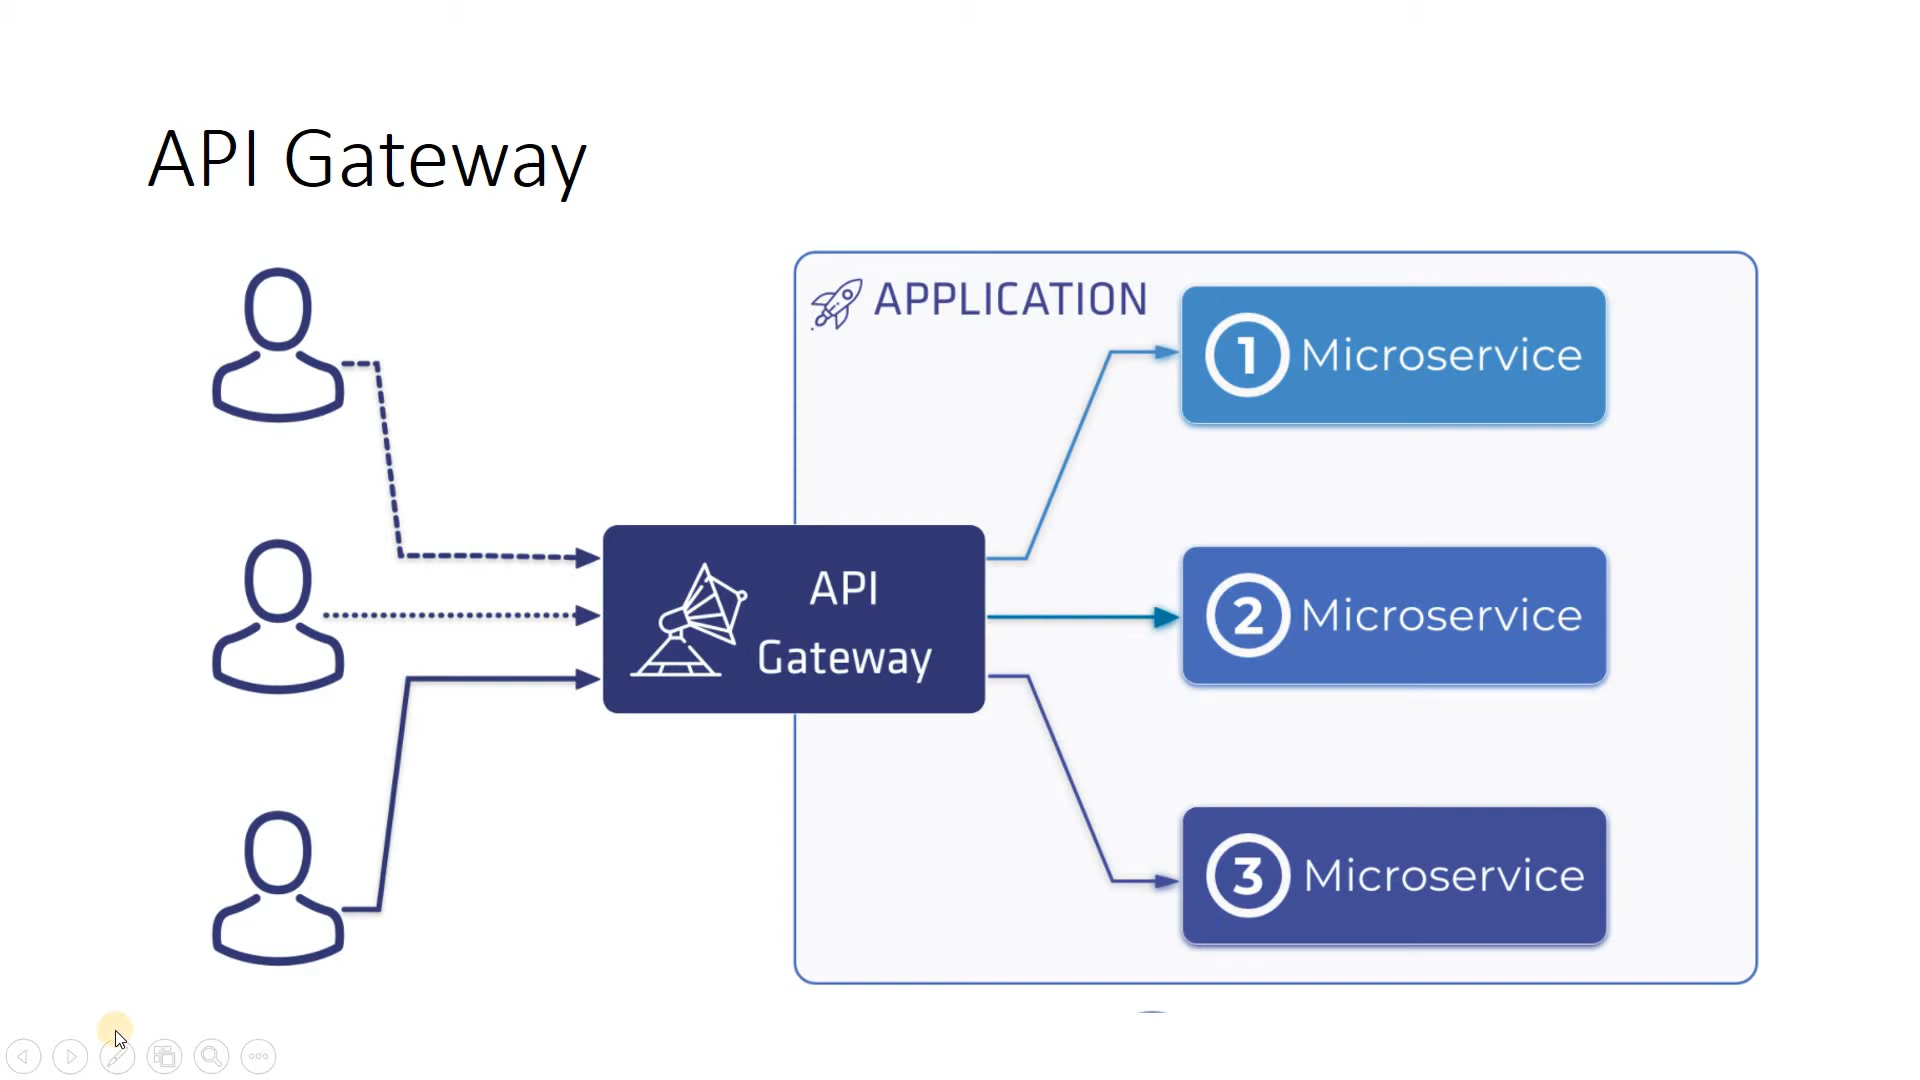 API Gateway
APPLICATION
1 Microservice
API
Gateway
2 Microservice
3 Microservice